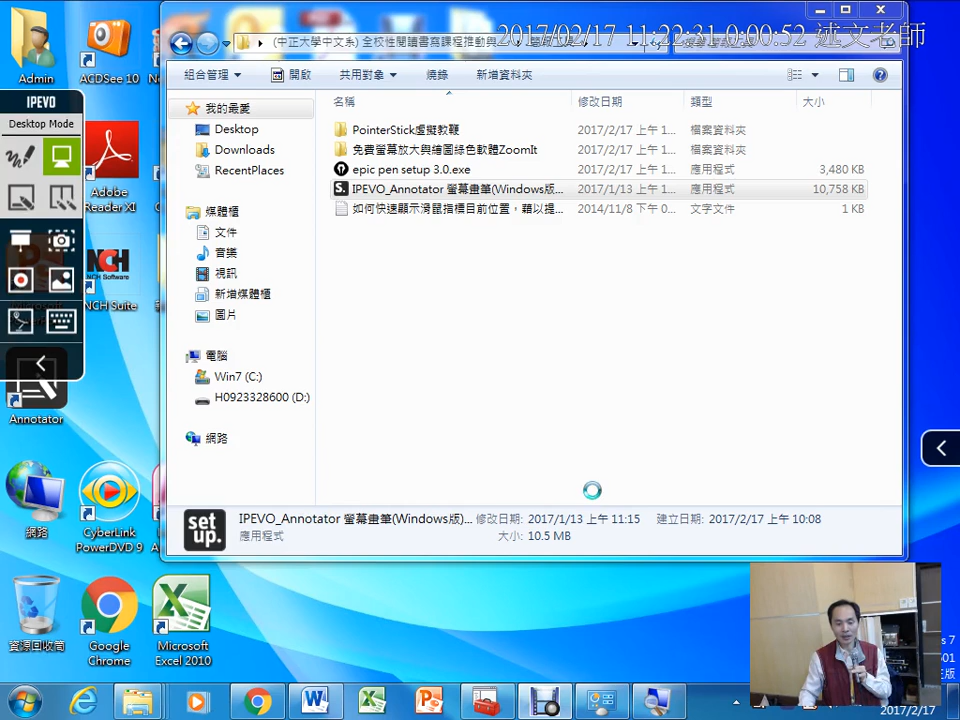 2017/02/17 11:22:31 0:00:52 述文老師
(中正大學中文系) 全校性閱讀書寫課程推動與
組合管理 開啟 共用對象 燒錄 新增資料夾
名稱 修改日期 類型 大小
PointerStick虛擬教鞭 2017/2/17 上午 1... 檔案資料夾
免費螢幕放大與繪圖綠色軟體ZoomIt 2017/2/17 上午 1... 檔案資料夾
epic pen setup 3.0.exe 2017/2/17 上午 1... 應用程式 3,480 KB
IPEVO_Annotator 螢幕畫筆(Windows版... 2017/1/13 上午 1... 應用程式 10,758 KB
如何快速顯示滑鼠指標目前位置，藉以提... 2014/11/8 下午 0... 文字文件 1 KB
我的最愛
Desktop
Downloads
RecentPlaces
媒體櫃
文件
音樂
視訊
新增媒體櫃
圖片
電腦
Win7 (C:)
H0923328600 (D:)
網路
set up.
IPEVO_Annotator 螢幕畫筆(Windows版)... 修改日期: 2017/1/13 上午 11:15 建立日期: 2017/2/17 上午 10:08
應用程式 大小: 10.5 MB
Admin
ACDSee 10
IPEVO
Desktop Mode
Adobe
Reader XI
NCH
NCH Software
NCH Suite
Annotator
網路
CyberLink
PowerDVD 9
資源回收筒
Google
Chrome
Microsoft
Excel 2010
2017/2/17